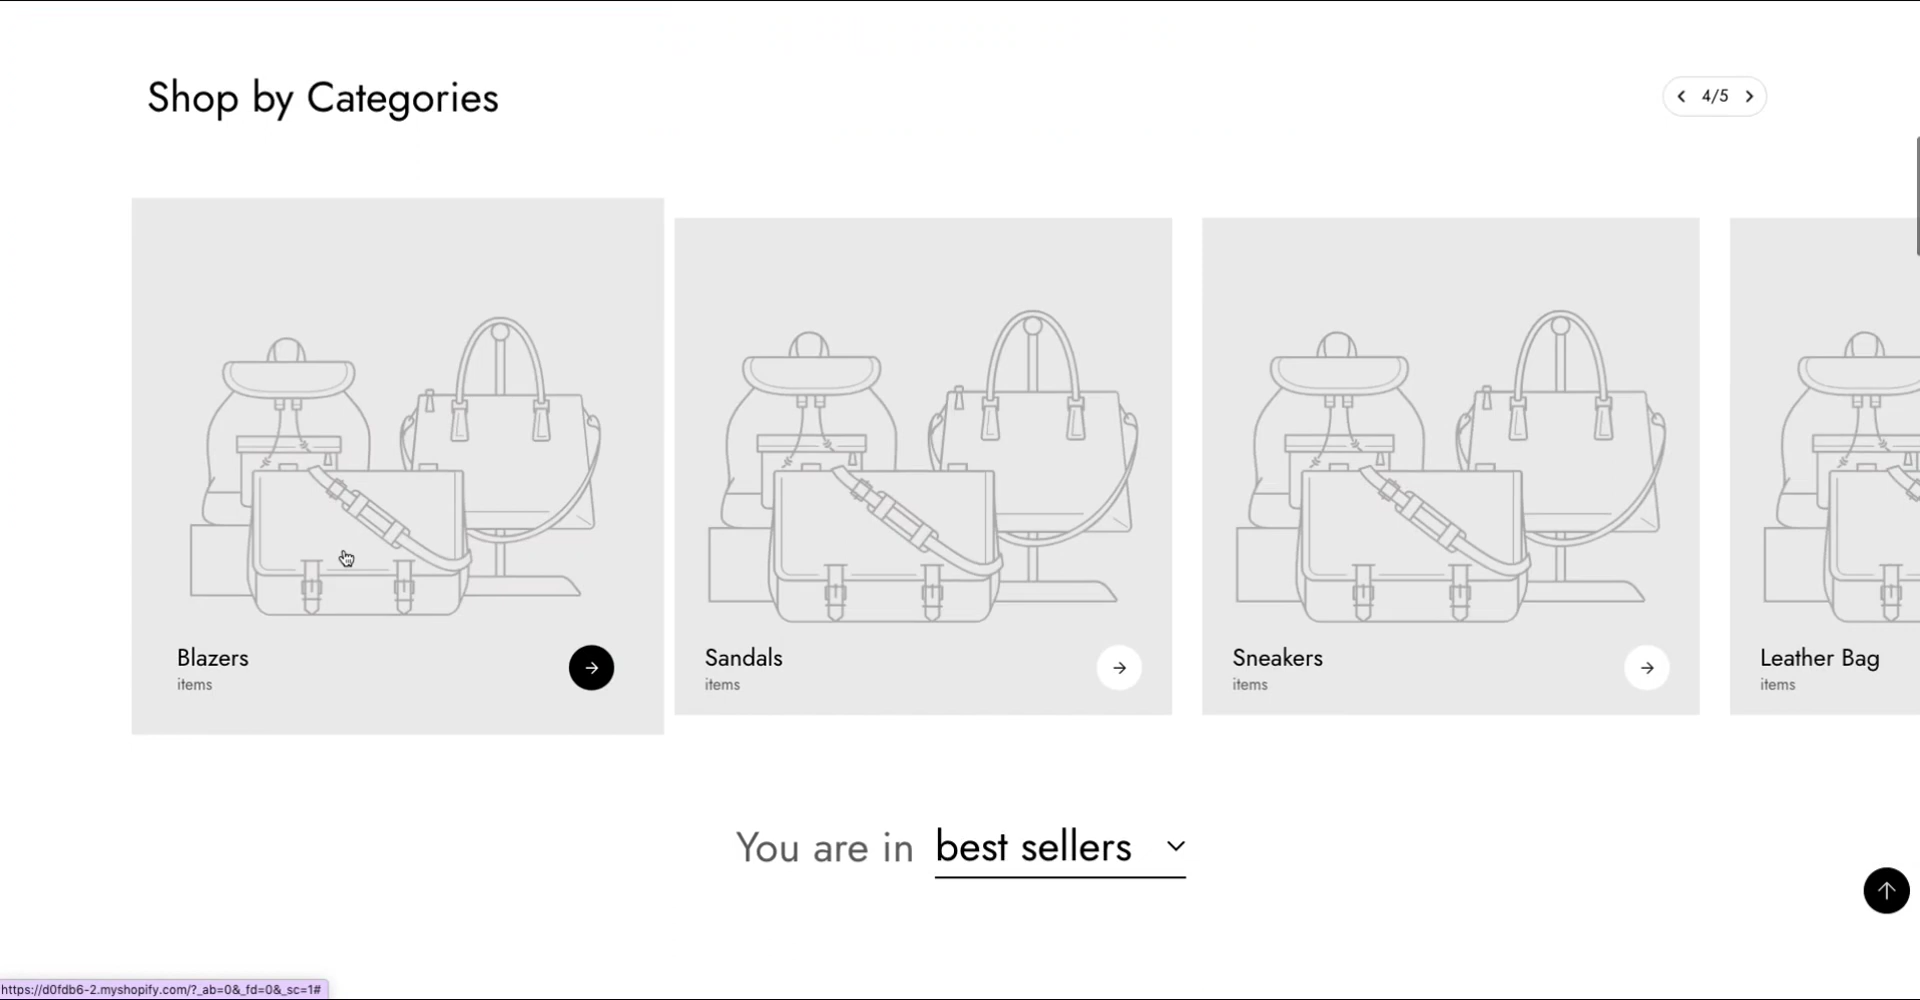 Shop by Categories
4/5
Blazers
items
Sandals
items
Sneakers
items
Leather Bag
items
You are in best sellers
https://d0fdb6-2.myshopify.com/?_ab=0&_fd=0&_sc=1#